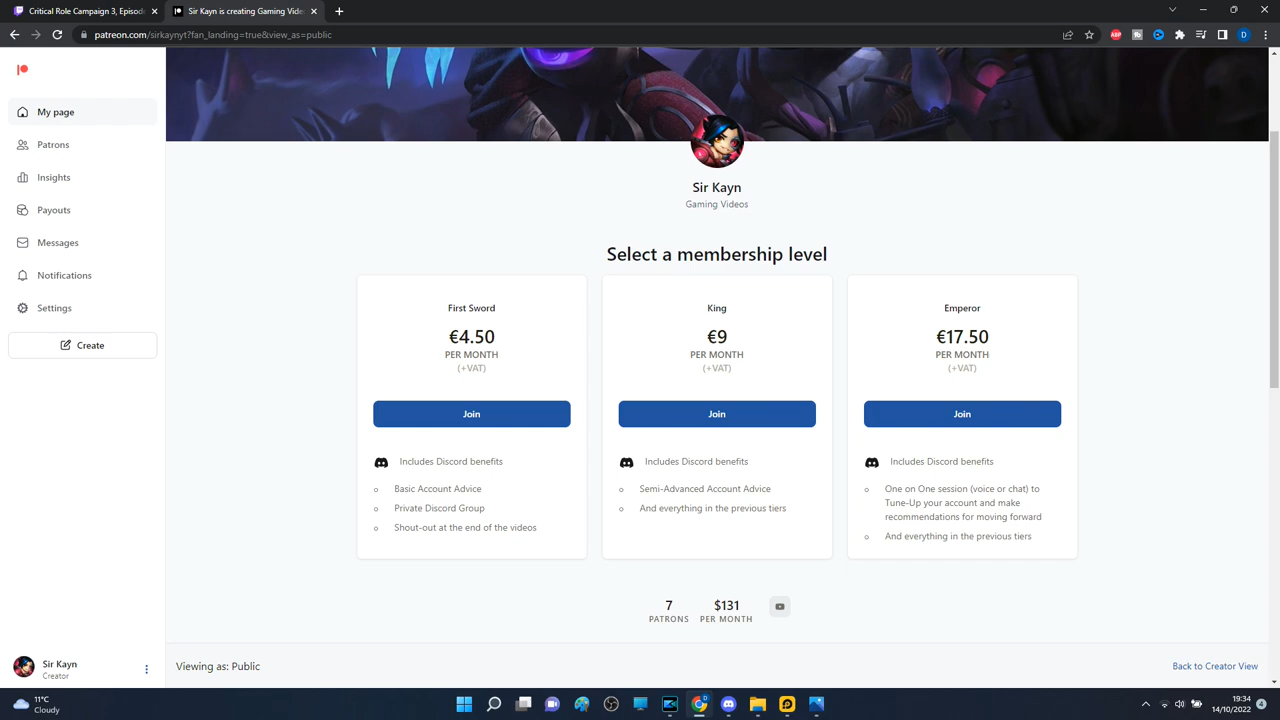 Critical Role Campaign 3, Episod
Sir Kayn is creating Gaming Video
patreon.com/sirkaynyt?fan_landing=true&view_as=public
ABP
D
My page
Patrons
Insights
Payouts
Messages
Notifications
Settings
Create
Sir Kayn
Gaming Videos
Select a membership level
First Sword
€4.50
PER MONTH
(+VAT)
Join
Includes Discord benefits
Basic Account Advice
Private Discord Group
Shout-out at the end of the videos
King
€9
PER MONTH
(+VAT)
Join
Includes Discord benefits
Semi-Advanced Account Advice
And everything in the previous tiers
Emperor
€17.50
PER MONTH
(+VAT)
Join
Includes Discord benefits
One on One session (voice or chat) to
Tune-Up your account and make
recommendations for moving forward
And everything in the previous tiers
7
PATRONS
$131
PER MONTH
Sir Kayn
Creator
Viewing as: Public
Back to Creator View
11°C
Cloudy
D
19:34
14/10/2022
4